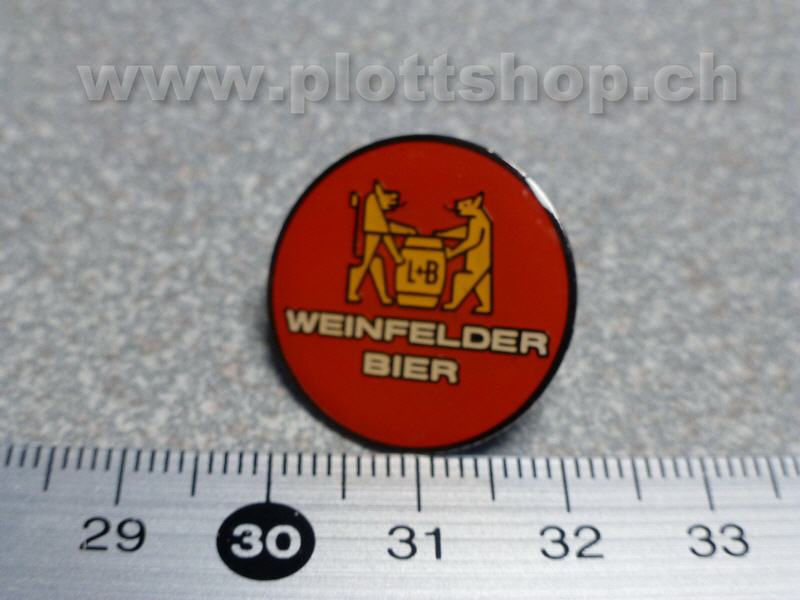 www.plottshop.ch
L+B
WEINFELDER
BIER
29 30 31 32 33